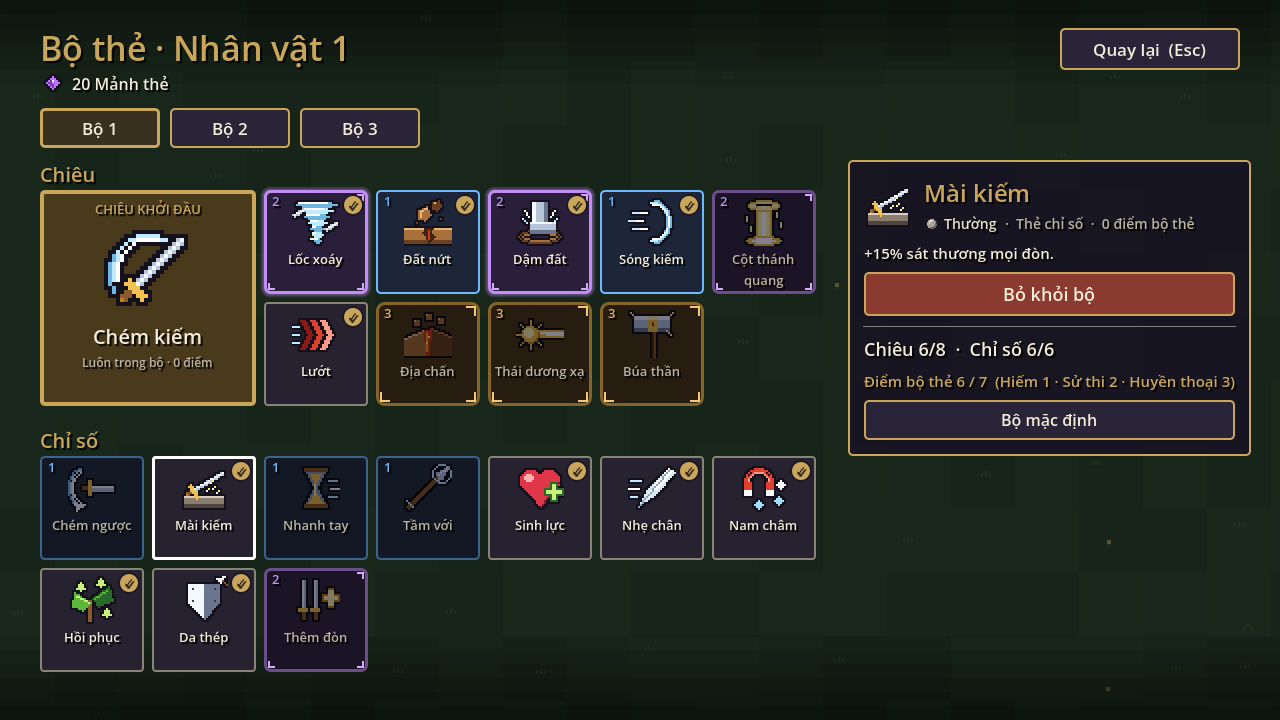 Bộ thẻ · Nhân vật 1
Quay lại (Esc)
20 Mảnh thẻ
Bộ 1
Bộ 2
Bộ 3
Chiêu
CHIÊU KHỞI ĐẦU
Chém kiếm
Luôn trong bộ · 0 điểm
2
Lốc xoáy
1
Đất nứt
2
Dậm đất
1
Sóng kiếm
2
Cột thánh
quang
Lướt
3
Địa chấn
3
Thái dương xạ
3
Búa thần
Mài kiếm
Thường · Thẻ chỉ số · 0 điểm bộ thẻ
+15% sát thương mọi đòn.
Bỏ khỏi bộ
Chiêu 6/8 · Chỉ số 6/6
Điểm bộ thẻ 6 / 7 (Hiếm 1 · Sử thi 2 · Huyền thoại 3)
Bộ mặc định
Chỉ số
1
Chém ngược
Mài kiếm
1
Nhanh tay
1
Tầm với
Sinh lực
Nhẹ chân
Nam châm
Hồi phục
Da thép
2
Thêm đòn